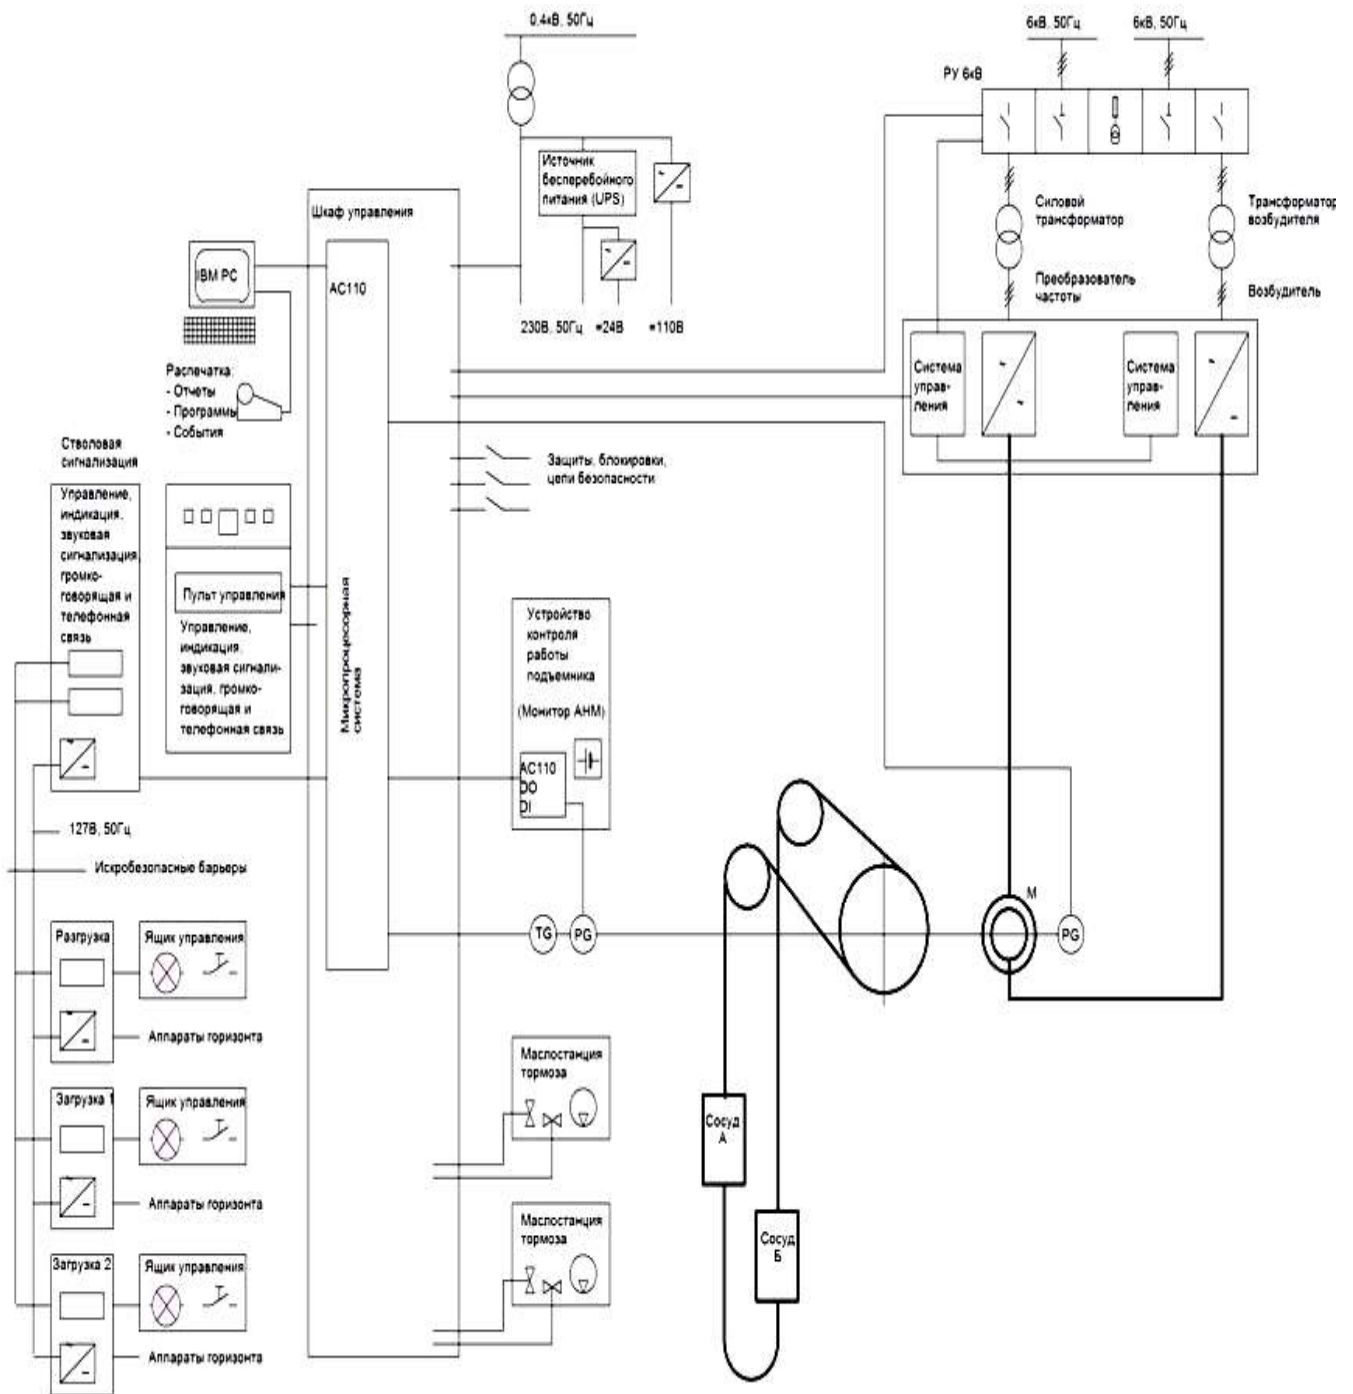 0.4кВ, 50Гц
6кВ, 50Гц
6кВ, 50Гц
РУ 6кВ
Источник
бесперебойного
питания (UPS)
Шкаф управления
Силовой
трансформатор
Трансформатор
возбудителя
IBM PC
AC110
Преобразователь
частоты
Возбудитель
230В, 50Гц
=24В
=110В
Распечатка:
- Отчеты
- Программы
- События
Система
управ-
ления
Система
управ-
ления
Стволовая
сигнализация
Защиты, блокировки,
цепи безопасности
Управление,
индикация,
звуковая
сигнализация,
громко-
говорящая и
телефонная
связь
Пульт управления
Управление,
индикация,
звуковая сигнали-
зация, громко-
говорящая и
телефонная связь
Микропроцесорная
система
Устройство
контроля
работы
подъемника
(Монитор АНМ)
AC110
DO
DI
127В, 50Гц
Искробезопасные барьеры
M
TG
PG
PG
Разгрузка
Ящик управления
Аппараты горизонта
Маслостанция
тормоза
Загрузка 1
Ящик управления
Сосуд
А
Аппараты горизонта
Маслостанция
тормоза
Сосуд
Б
Загрузка 2
Ящик управления
Аппараты горизонта